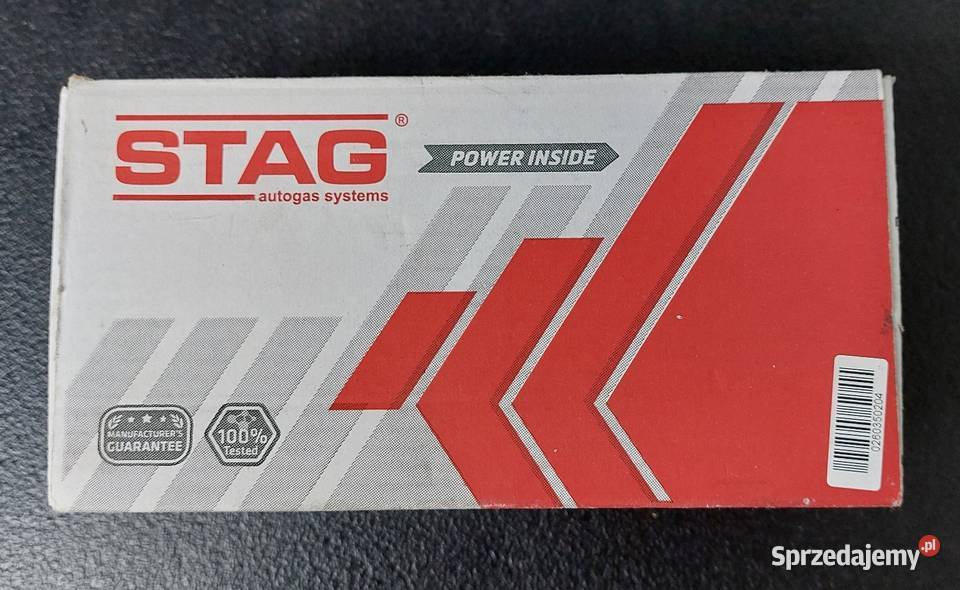 STAG®
autogas systems
POWER INSIDE
MANUFACTURER'S
GUARANTEE
100%
Tested
0260350204
Sprzedajemy.pl